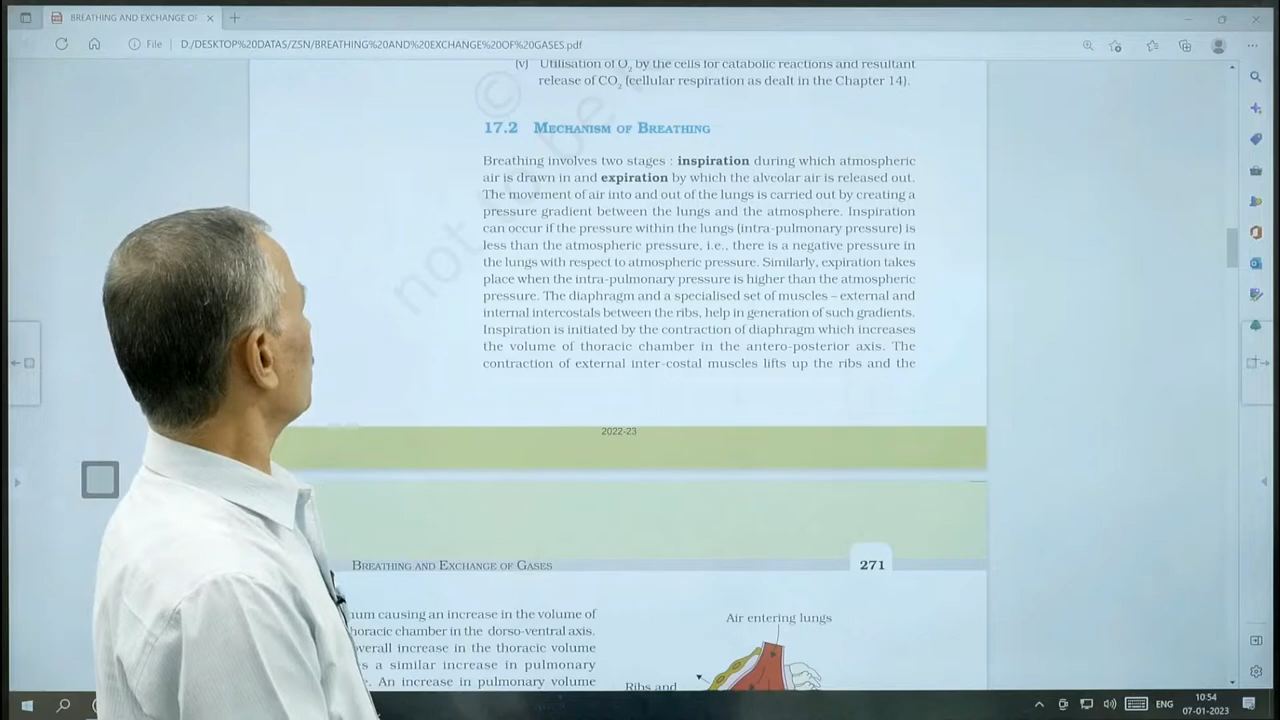 BREATHING AND EXCHANGE OF
File
D:/DESKTOP%20DATAS/ZSN/BREATHING%20AND%20EXCHANGE%20OF%20GASES.pdf
(v) Utilisation of O2 by the cells for catabolic reactions and resultant
release of CO2 (cellular respiration as dealt in the Chapter 14).
17.2 MECHANISM OF BREATHING
Breathing involves two stages : inspiration during which atmospheric
air is drawn in and expiration by which the alveolar air is released out.
The movement of air into and out of the lungs is carried out by creating a
pressure gradient between the lungs and the atmosphere. Inspiration
can occur if the pressure within the lungs (intra-pulmonary pressure) is
less than the atmospheric pressure, i.e., there is a negative pressure in
the lungs with respect to atmospheric pressure. Similarly, expiration takes
place when the intra-pulmonary pressure is higher than the atmospheric
pressure. The diaphragm and a specialised set of muscles – external and
internal intercostals between the ribs, help in generation of such gradients.
Inspiration is initiated by the contraction of diaphragm which increases
the volume of thoracic chamber in the antero-posterior axis. The
contraction of external inter-costal muscles lifts up the ribs and the
© not be
2022-23
BREATHING AND EXCHANGE OF GASES
271
num causing an increase in the volume of
horacic chamber in the dorso-ventral axis.
verall increase in the thoracic volume
s a similar increase in pulmonary
. An increase in pulmonary volume
Air entering lungs
Ribs and
ENG
10:54
07-01-2023